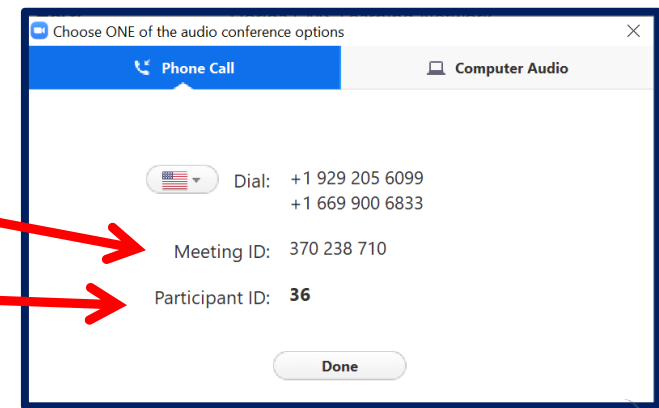 Choose ONE of the audio conference options
Phone Call
Computer Audio
Dial: +1 929 205 6099
+1 669 900 6833
Meeting ID: 370 238 710
Participant ID: 36
Done